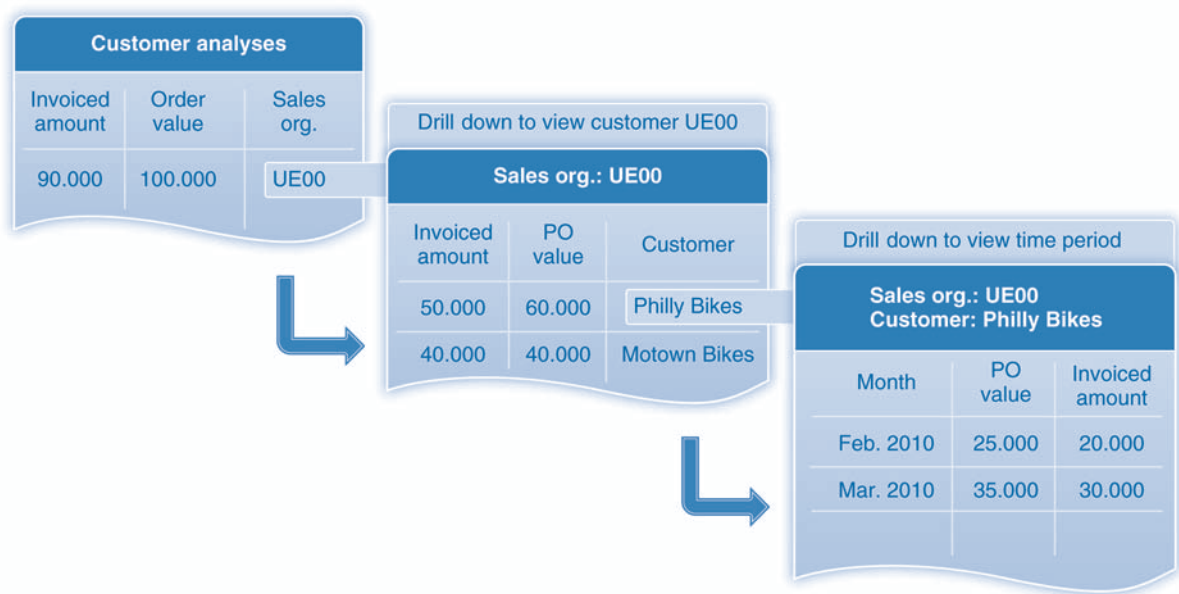 Customer analyses
Invoiced amount Order value Sales org.
90.000 100.000 UE00
Drill down to view customer UE00
Sales org.: UE00
Invoiced amount PO value Customer
50.000 60.000 Philly Bikes
40.000 40.000 Motown Bikes
Drill down to view time period
Sales org.: UE00
Customer: Philly Bikes
Month PO value Invoiced amount
Feb. 2010 25.000 20.000
Mar. 2010 35.000 30.000